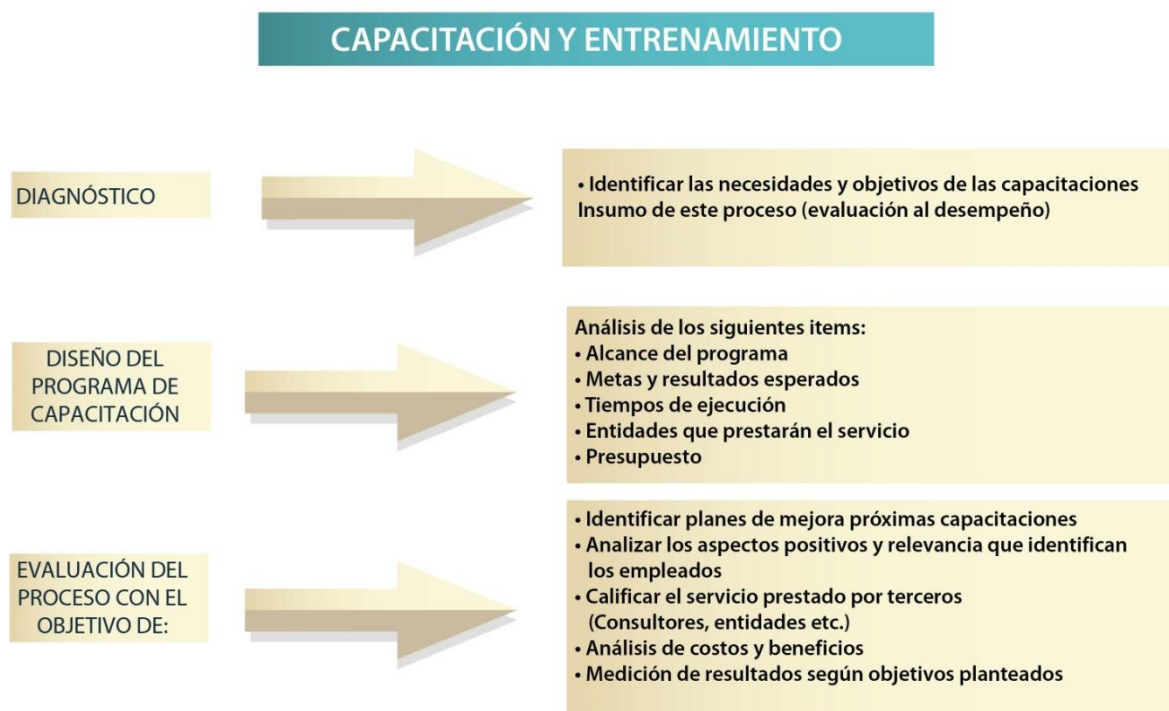 CAPACITACIÓN Y ENTRENAMIENTO
DIAGNÓSTICO
• Identificar las necesidades y objetivos de las capacitaciones
Insumo de este proceso (evaluación al desempeño)
DISEÑO DEL
PROGRAMA DE
CAPACITACIÓN
Análisis de los siguientes items:
• Alcance del programa
• Metas y resultados esperados
• Tiempos de ejecución
• Entidades que prestarán el servicio
• Presupuesto
EVALUACIÓN DEL
PROCESO CON EL
OBJETIVO DE:
• Identificar planes de mejora próximas capacitaciones
• Analizar los aspectos positivos y relevancia que identifican
los empleados
• Calificar el servicio prestado por terceros
(Consultores, entidades etc.)
• Análisis de costos y beneficios
• Medición de resultados según objetivos planteados